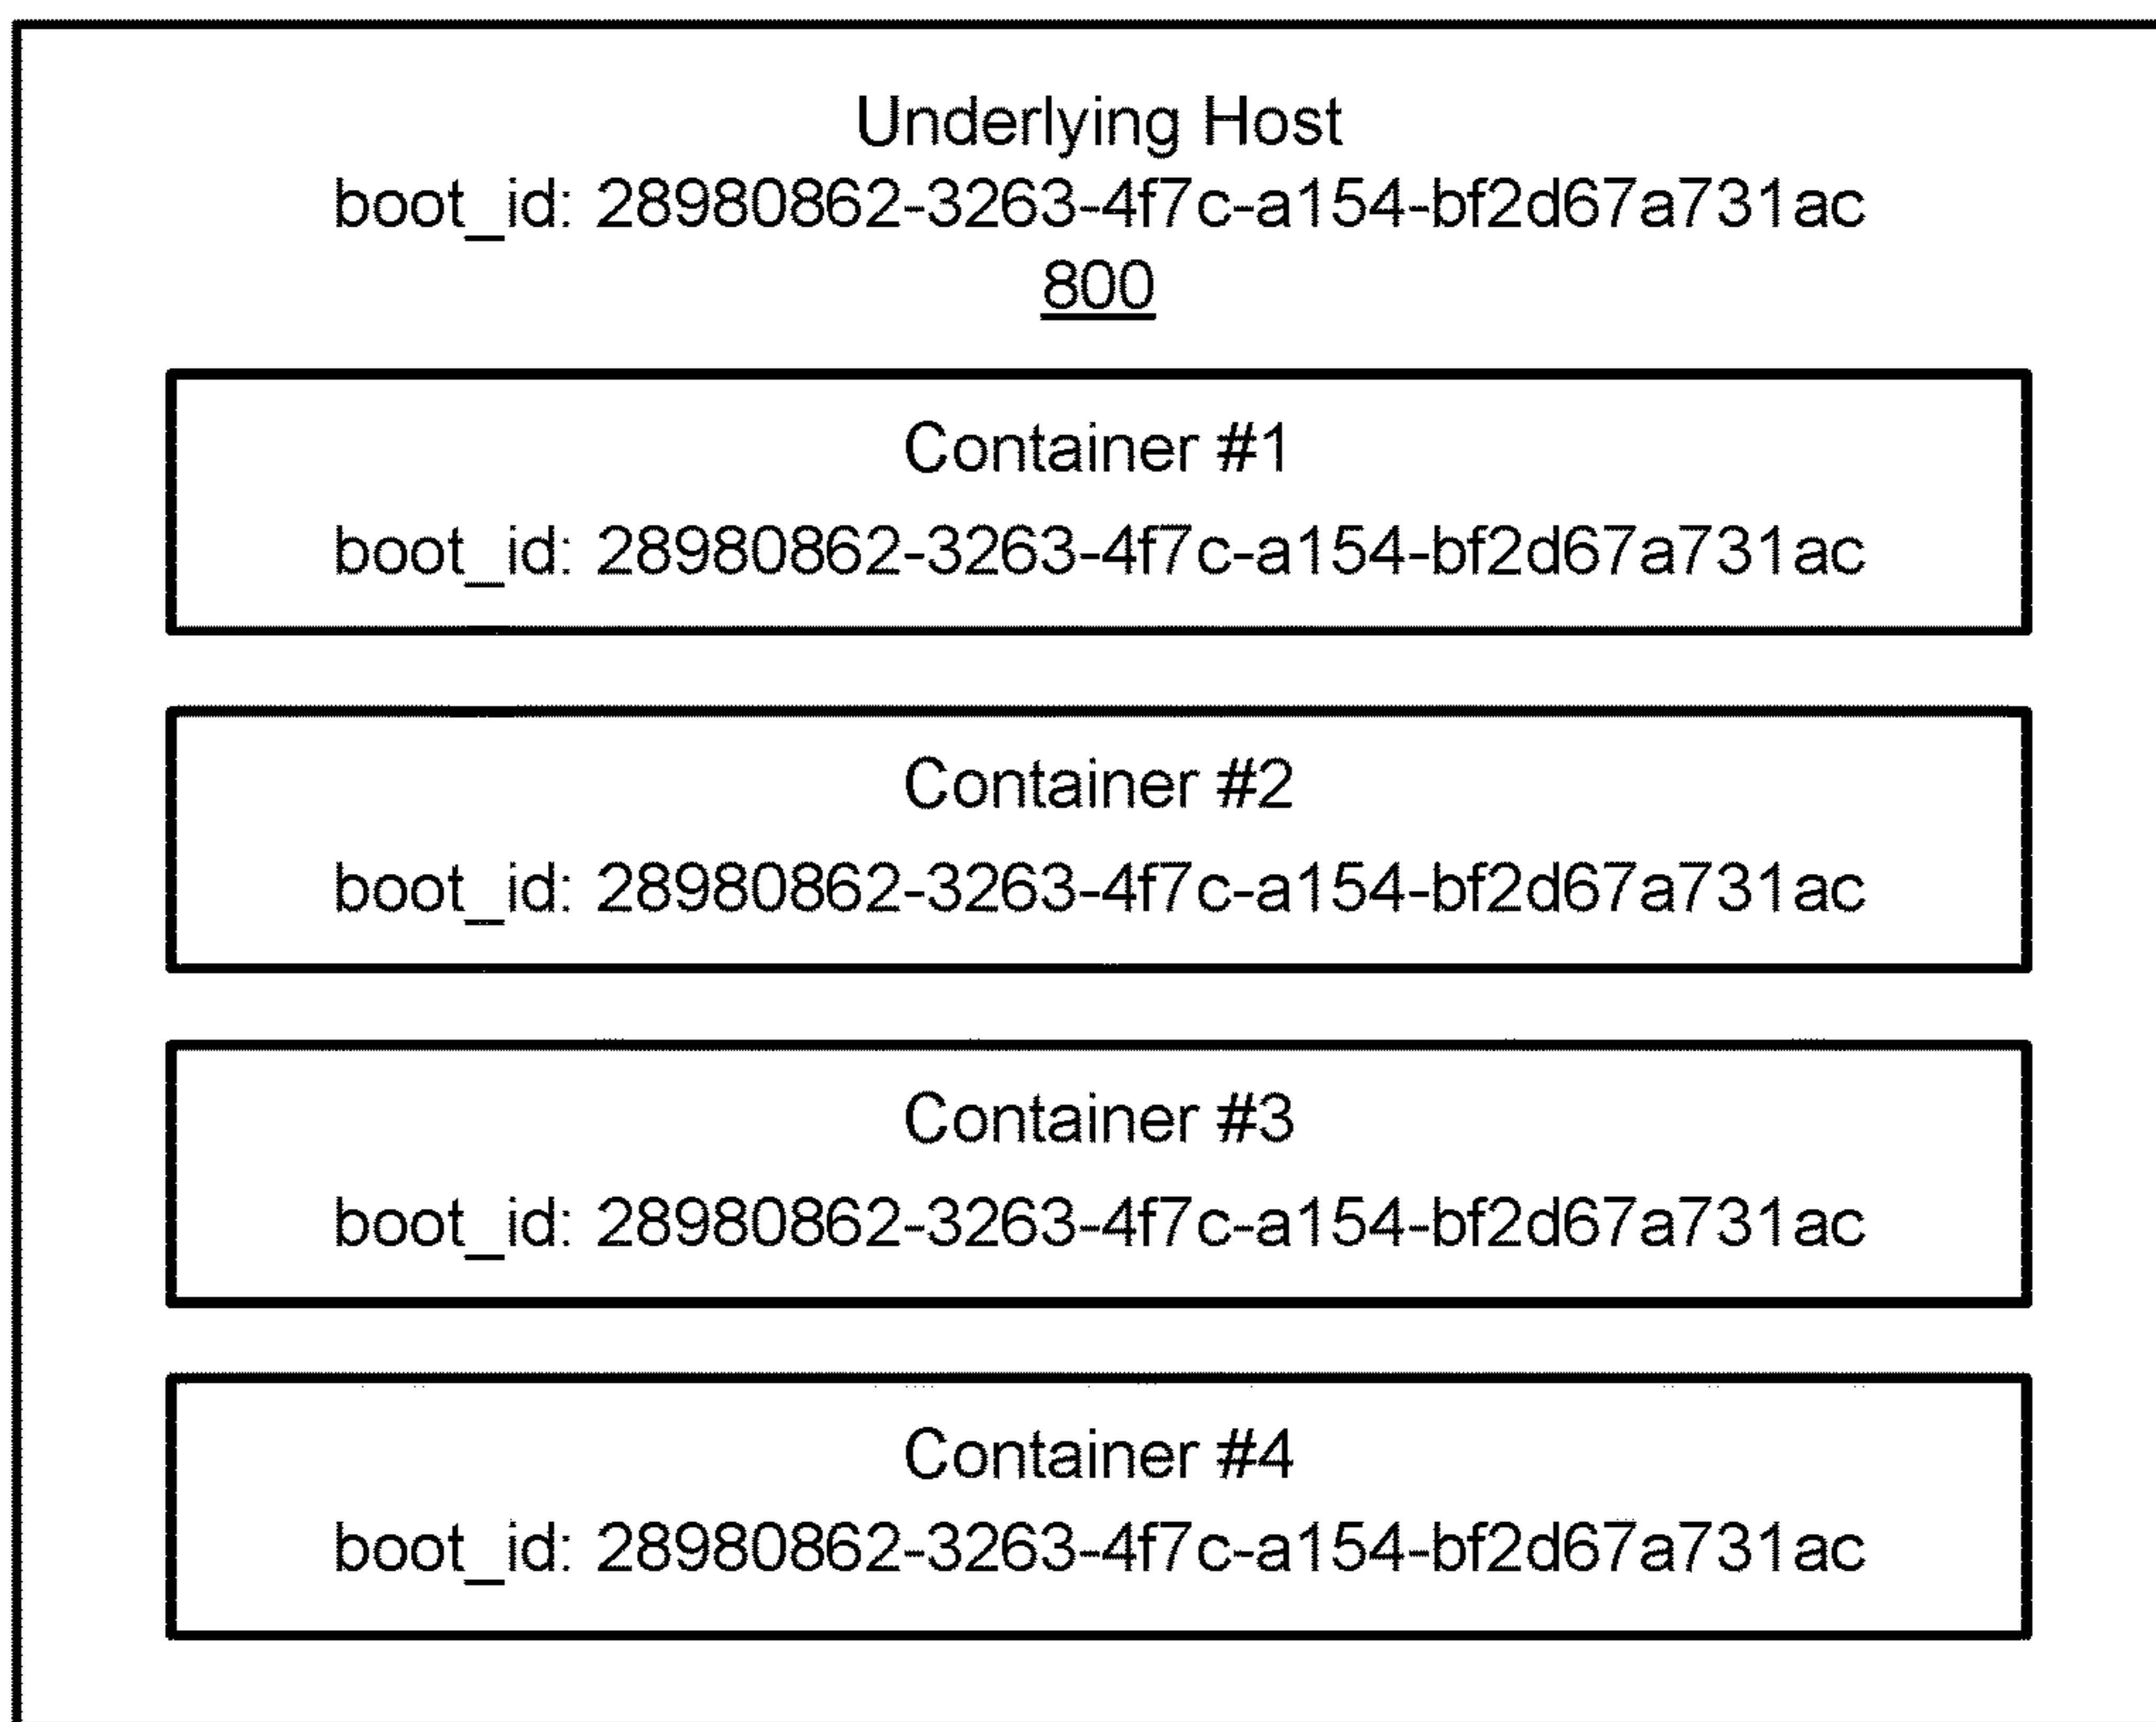 Underlying Host
boot_id: 28980862-3263-4f7c-a154-bf2d67a731ac
800
Container #1
boot_id: 28980862-3263-4f7c-a154-bf2d67a731ac
Container #2
boot_id: 28980862-3263-4f7c-a154-bf2d67a731ac
Container #3
boot_id: 28980862-3263-4f7c-a154-bf2d67a731ac
Container #4
boot_id: 28980862-3263-4f7c-a154-bf2d67a731ac